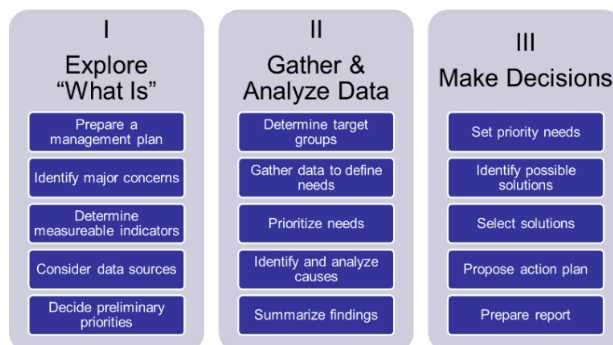 I
Explore
“What Is”
Prepare a
management plan
Identify major concerns
Determine
measureable indicators
Consider data sources
Decide preliminary
priorities
II
Gather &
Analyze Data
Determine target
groups
Gather data to define
needs
Prioritize needs
Identify and analyze
causes
Summarize findings
III
Make Decisions
Set priority needs
Identify possible
solutions
Select solutions
Propose action plan
Prepare report